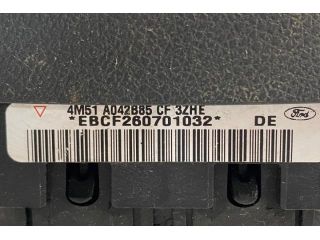 4M51 A042B85 CF 3ZHE
*EBCF260701032* DE
Ford